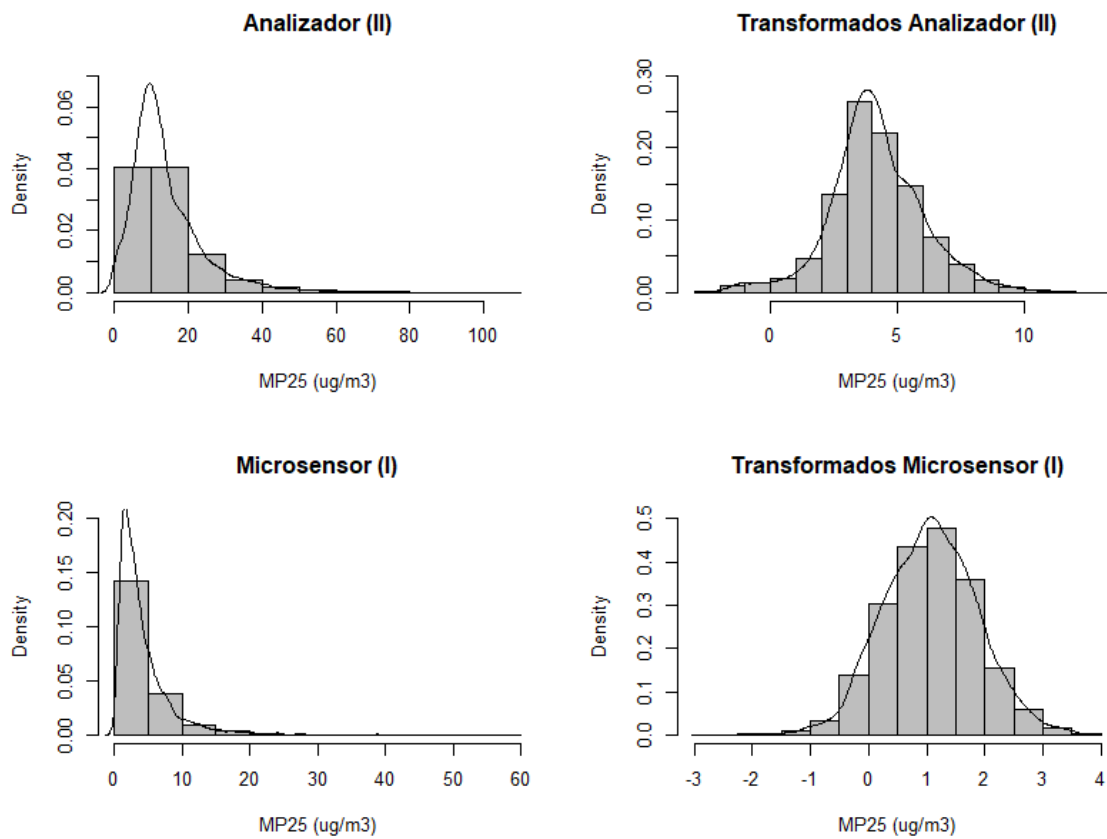 Analizador (II)
Density
0.00 0.02 0.04 0.06
0 20 40 60 80 100
MP25 (ug/m3)
Transformados Analizador (II)
Density
0.00 0.10 0.20 0.30
0 5 10
MP25 (ug/m3)
Microsensor (I)
Density
0.00 0.05 0.10 0.15 0.20
0 10 20 30 40 50 60
MP25 (ug/m3)
Transformados Microsensor (I)
Density
0.0 0.1 0.2 0.3 0.4 0.5
-3 -2 -1 0 1 2 3 4
MP25 (ug/m3)